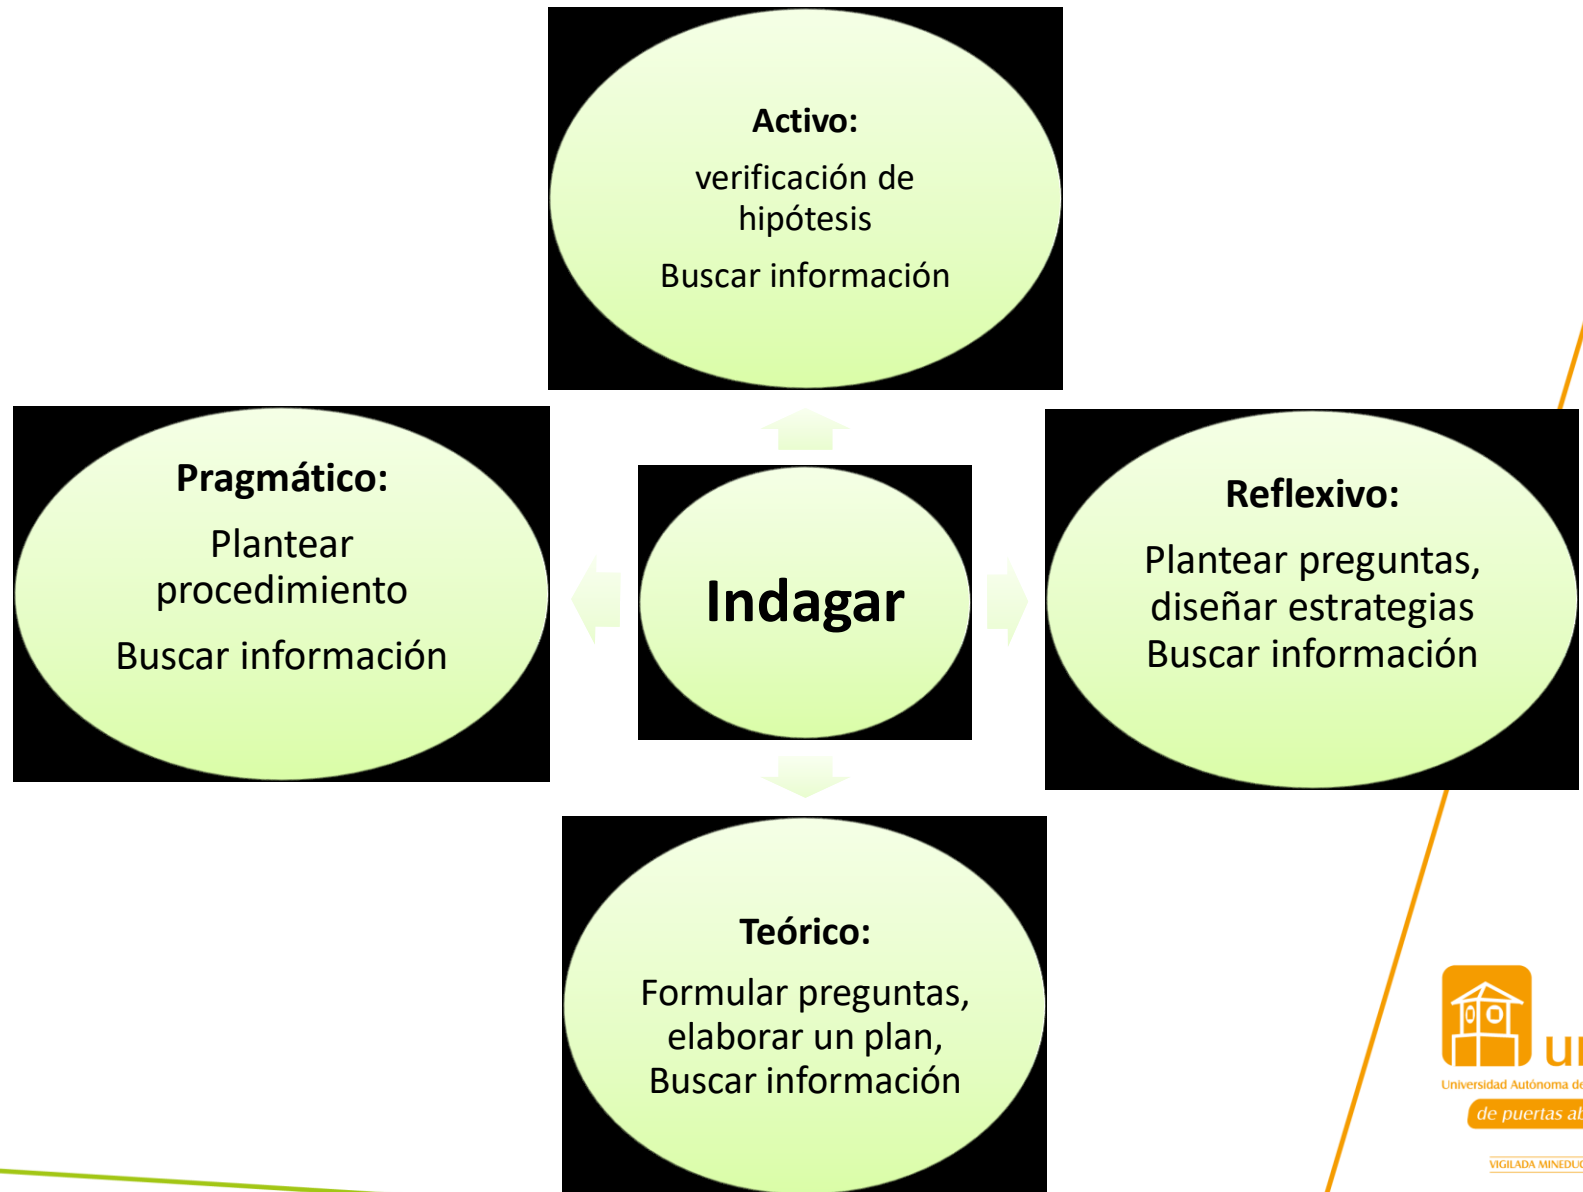 Activo:
verificación de
hipótesis
Buscar información
Pragmático:
Plantear
procedimiento
Buscar información
Indagar
Reflexivo:
Plantear preguntas,
diseñar estrategias
Buscar información
Teórico:
Formular preguntas,
elaborar un plan,
Buscar información
Universidad Autónoma de
de puertas
VIGILADA